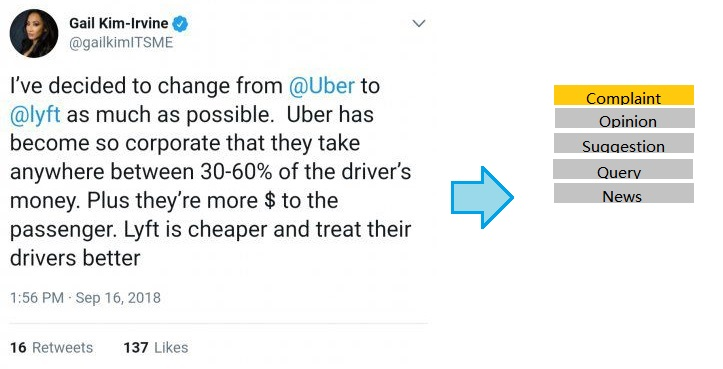 Gail Kim-Irvine
@gailkimITSME
I've decided to change from @Uber to
@lyft as much as possible.  Uber has
become so corporate that they take
anywhere between 30-60% of the driver's
money. Plus they're more $ to the
passenger. Lyft is cheaper and treat their
drivers better
1:56 PM · Sep 16, 2018
16 Retweets 137 Likes
Complaint
Opinion
Suggestion
Query
News